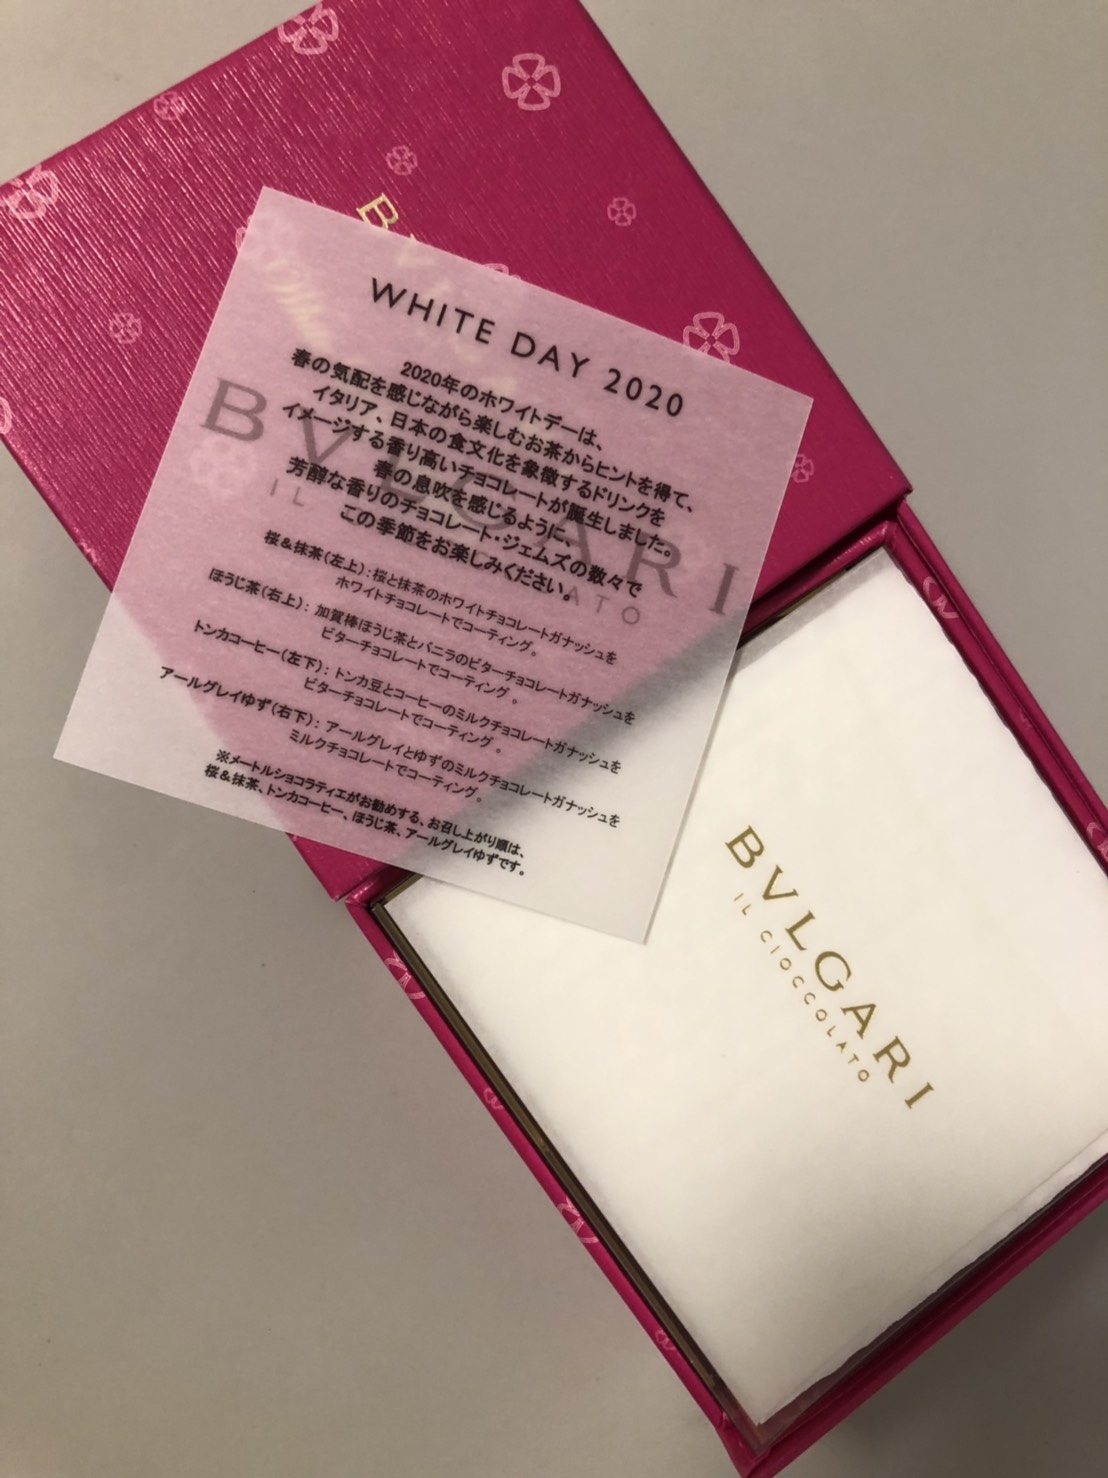 WHITE DAY 2020
2020年のホワイトデーは、
春の気配を感じながら楽しむお茶からヒントを得て、
イタリア、日本の食文化を象徴するドリンクを
イメージする香り高いチョコレートが誕生しました。
春の息吹を感じるように、
芳醇な香りのチョコレート・ジェムズの数々で
この季節をお楽しみください。
桜＆抹茶（左上）：桜と抹茶のホワイトチョコレートガナッシュを
ホワイトチョコレートでコーティング。
ほうじ茶（右上）：加賀棒ほうじ茶とバニラのビターチョコレートガナッシュを
ビターチョコレートでコーティング。
トンカコーヒー（左下）：トンカ豆とコーヒーのミルクチョコレートガナッシュを
ビターチョコレートでコーティング。
アールグレイゆず（右下）：アールグレイとゆずのミルクチョコレートガナッシュを
ミルクチョコレートでコーティング。
※メートルショコラティエがお勧めする、お召し上がり順は、
桜＆抹茶、トンカコーヒー、ほうじ茶、アールグレイゆずです。
BVLGARI
IL CIOCCOLATO
BVLGARI
IL CIOCCOLATO